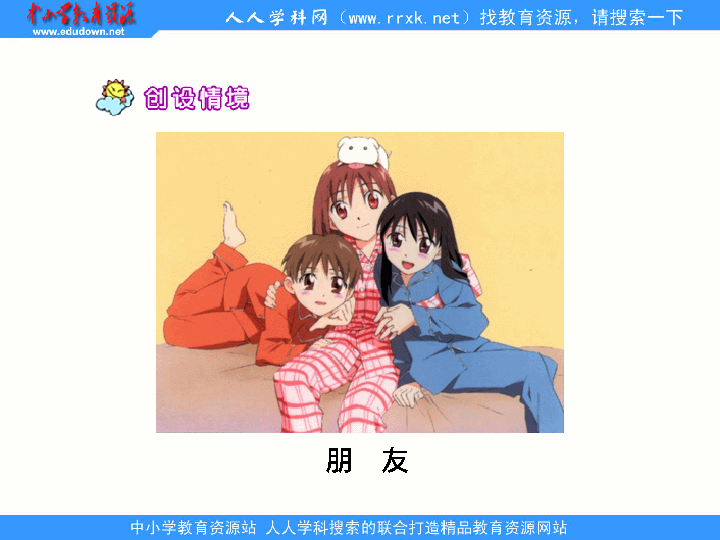 中小学教育资源
www.edudown.net
人人学科网（www.rrxk.net）找教育资源，请搜索一下
创设情境
朋 友
中小学教育资源站 人人学科搜索的联合打造精品教育资源网站